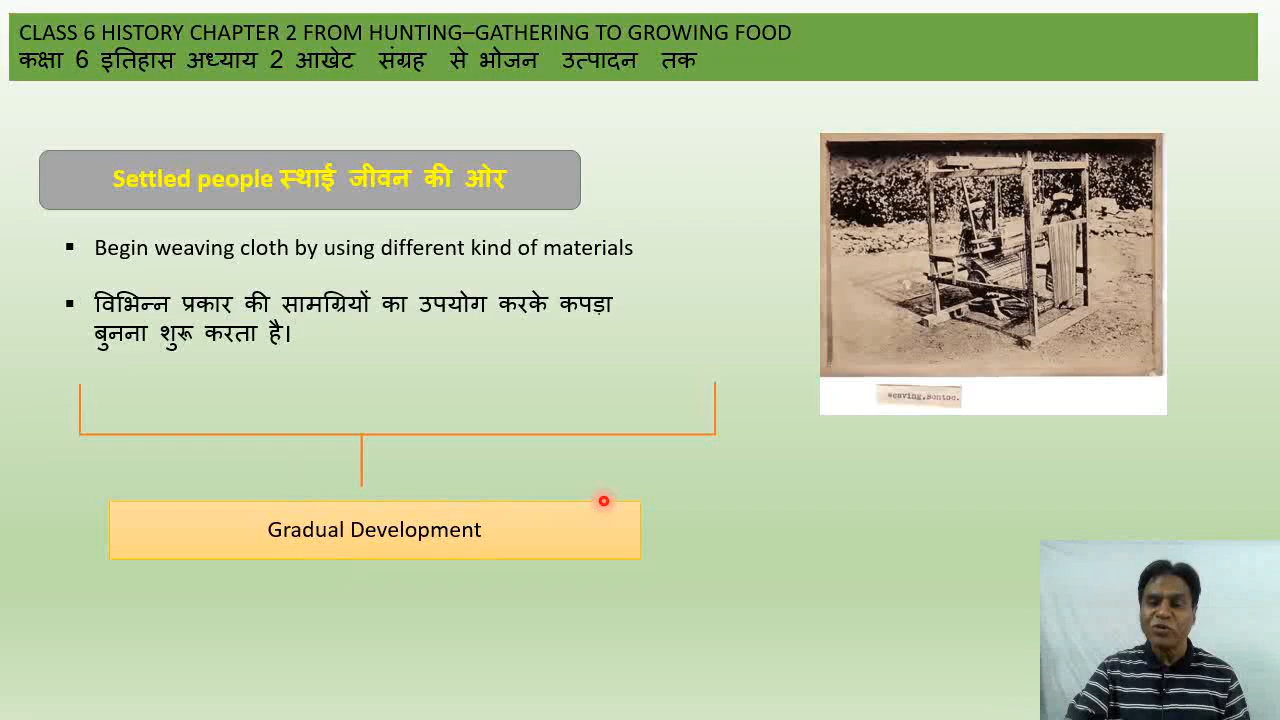 CLASS 6 HISTORY CHAPTER 2 FROM HUNTING–GATHERING TO GROWING FOOD
कक्षा 6 इतिहास अध्याय 2 आखेट संग्रह से भोजन उत्पादन तक
Settled people स्थाई जीवन की ओर
Begin weaving cloth by using different kind of materials
विभिन्न प्रकार की सामग्रियों का उपयोग करके कपड़ा
बुनना शुरू करता है।
weaving,Bontoc.
Gradual Development